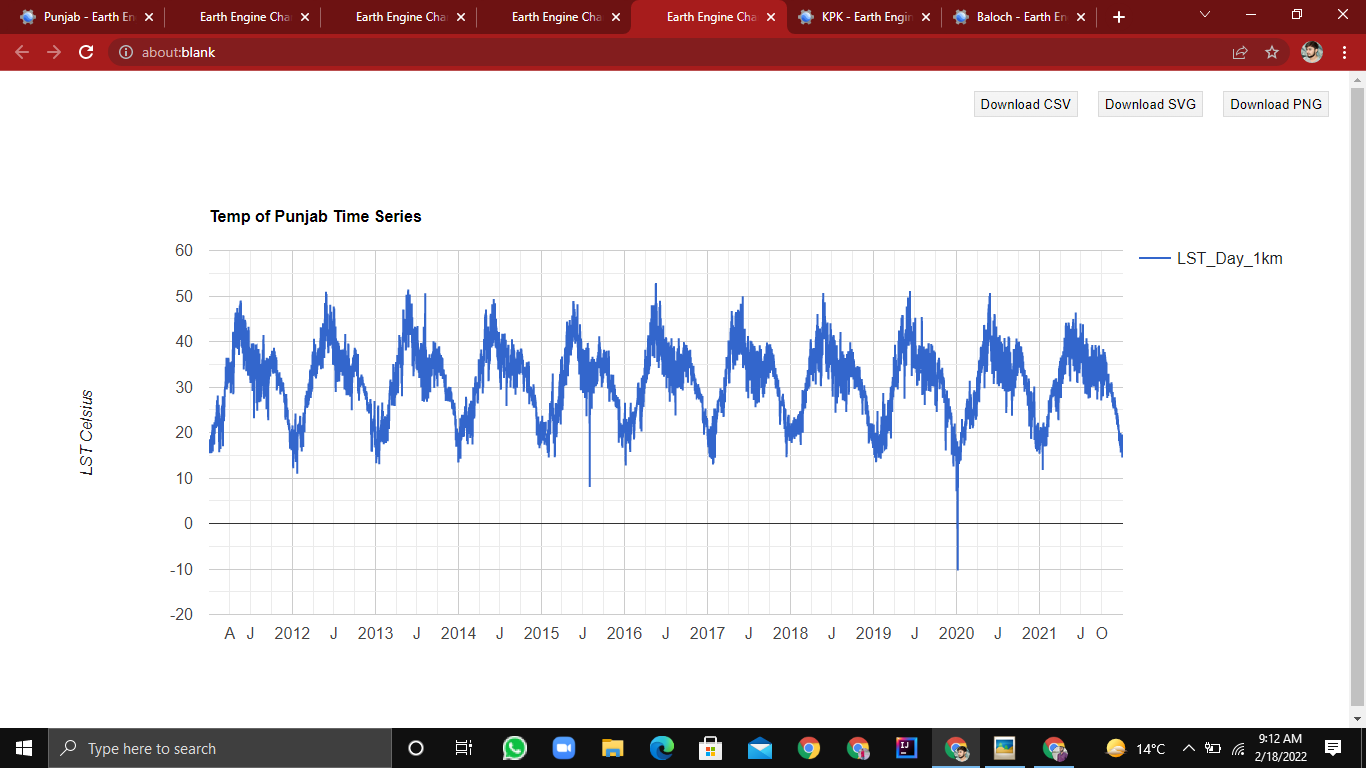 Punjab - Earth En
Earth Engine Cha
Earth Engine Cha
Earth Engine Cha
Earth Engine Cha
KPK - Earth Engin
Baloch - Earth En
about:blank
Download CSV
Download SVG
Download PNG
Temp of Punjab Time Series
LST_Day_1km
LST Celsius
60
50
40
30
20
10
0
-10
-20
A J 2012 J 2013 J 2014 J 2015 J 2016 J 2017 J 2018 J 2019 J 2020 J 2021 J O
Type here to search
IJ
14°C
9:12 AM
2/18/2022